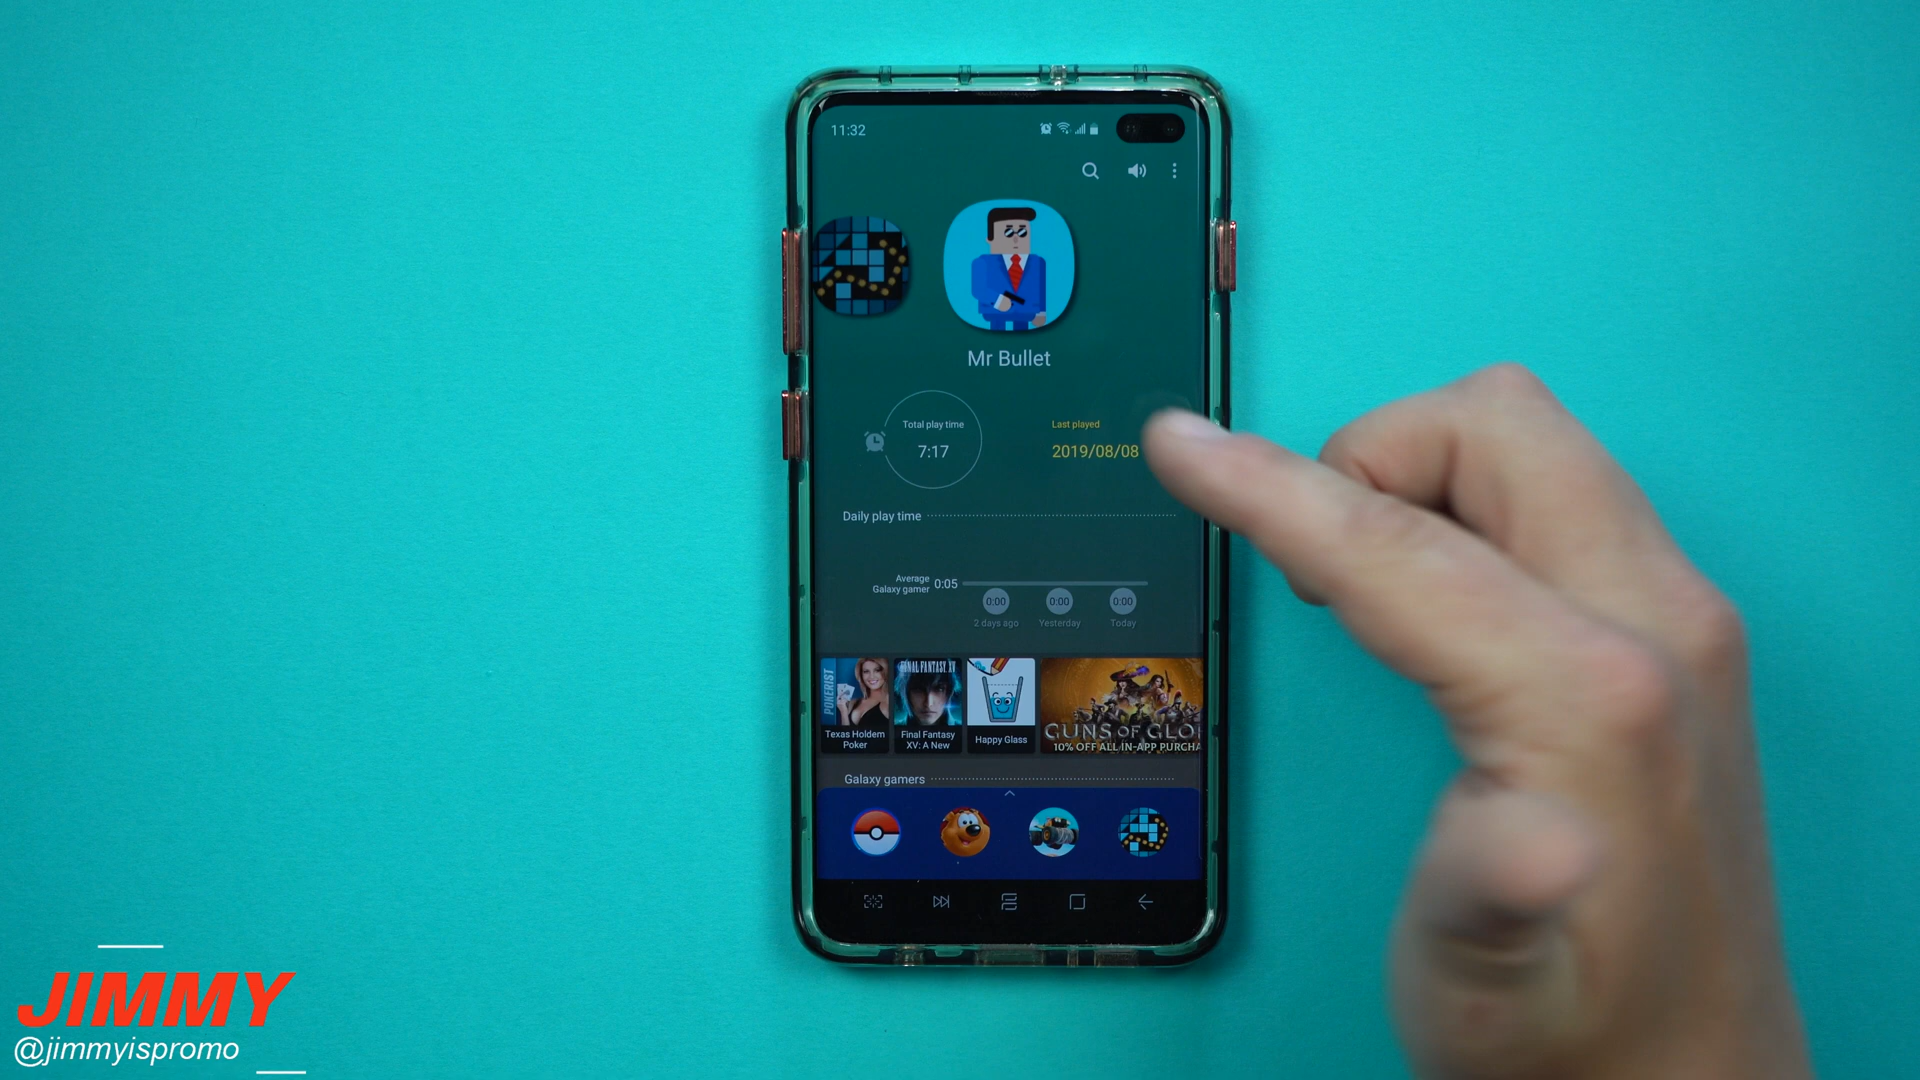 11:32
Mr Bullet
Total play time
7:17
Last played
2019/08/08
Daily play time
Average
Galaxy gamer
0:05
0:00
0:00
0:00
2 days ago
Yesterday
Today
POKERIST
Texas Holdem
Poker
FINAL FANTASY XV
Final Fantasy
XV: A New
Happy Glass
GUNS OF GLO
10% OFF ALL IN-APP PURCHA
Galaxy gamers
JIMMY
@jimmyispromo